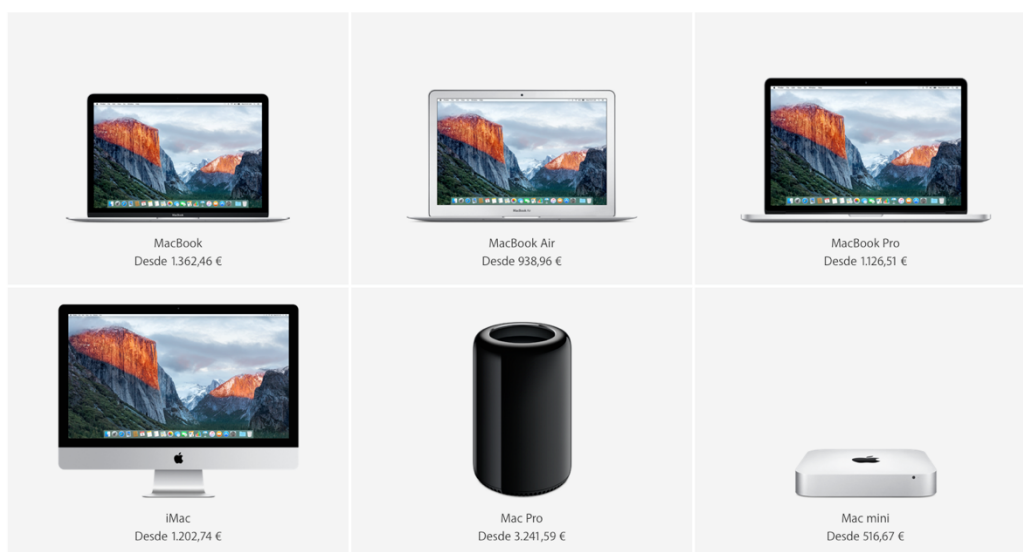 MacBook
Desde 1.362,46 €
MacBook Air
Desde 938,96 €
MacBook Pro
Desde 1.126,51 €
iMac
Desde 1.202,74 €
Mac Pro
Desde 3.241,59 €
Mac mini
Desde 516,67 €